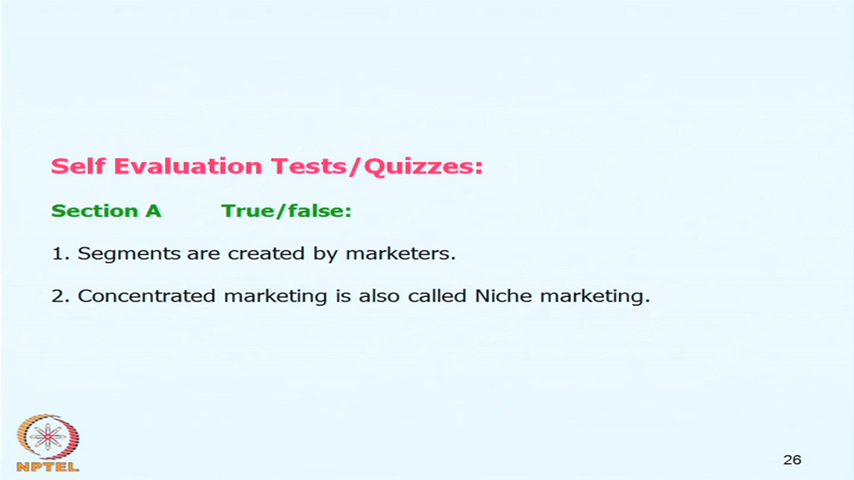 Self Evaluation Tests/Quizzes:
Section A True/false:
1. Segments are created by marketers.
2. Concentrated marketing is also called Niche marketing.
NPTEL
26